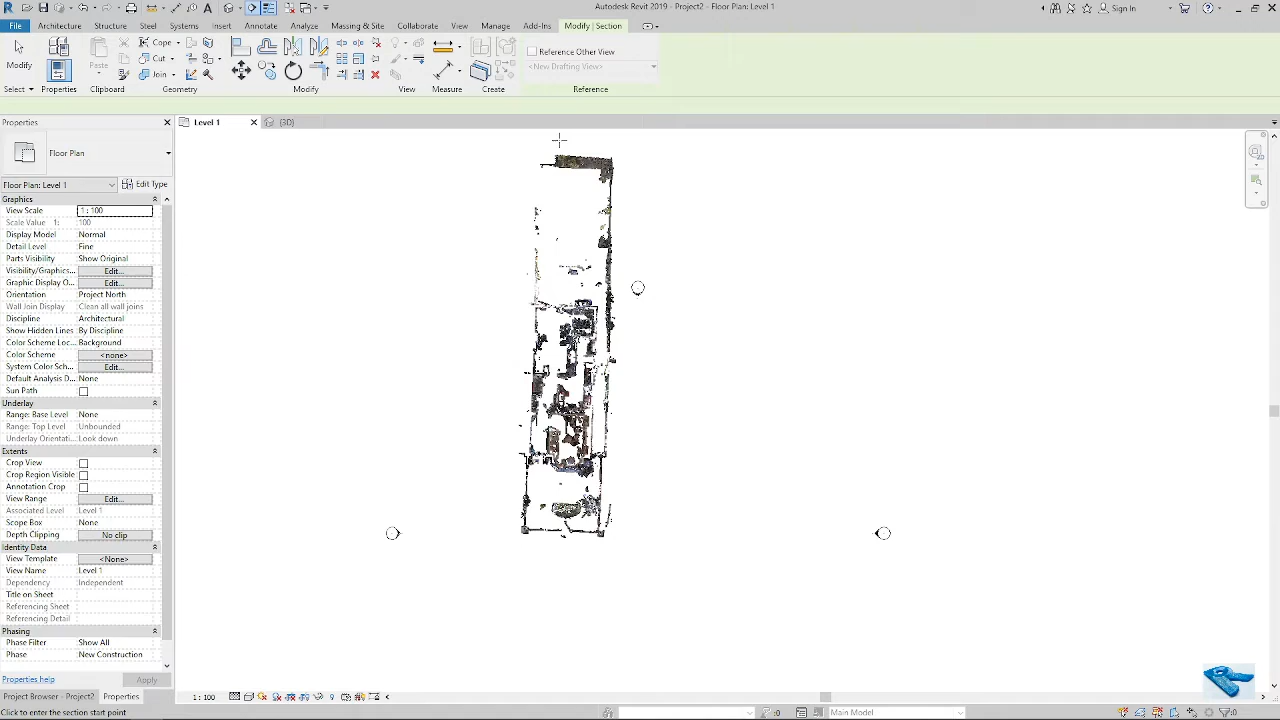 Autodesk Revit 2019 - Project2 - Floor Plan: Level 1
Sign In
File Architecture Structure Systems Insert Annotate Analyze Massing & Site Collaborate View Manage Add-Ins Modify | Section
Modify
Paste
Cope
Cut
Join
Reference Other View
<New Drafting View>
Select Properties Clipboard Geometry Modify View Measure Create Reference
Properties
Level 1
{3D}
Floor Plan
Floor Plan: Level 1
Edit Type
Graphics
View Scale 1 : 100
Scale Value 1: 100
Display Model Normal
Detail Level Fine
Parts Visibility Show Original
Visibility/Graphics... Edit...
Graphic Display O... Edit...
Orientation Project North
Wall Join Display Clean all wall joins
Discipline Architectural
Show Hidden Lines By Discipline
Color Scheme Locat... Background
Color Scheme <none>
System Color Sch... Edit...
Default Analysis D... None
Sun Path
Underlay
Range: Base Level None
Range: Top Level Unbounded
Underlay Orientati... Look down
Extents
Crop View
Crop Region Visible
Annotation Crop
View Range Edit...
Associated Level Level 1
Scope Box None
Depth Clipping No clip
Identity Data
View Template <None>
View Name Level 1
Dependency Independent
Title on Sheet
Referencing Sheet
Referencing Detail
Phasing
Phase Filter Show All
Phase New Construction
Properties help
Apply
Project Browser - Project2
Properties
1 : 100
Click to enter the section start point
:0
Main Model
:0